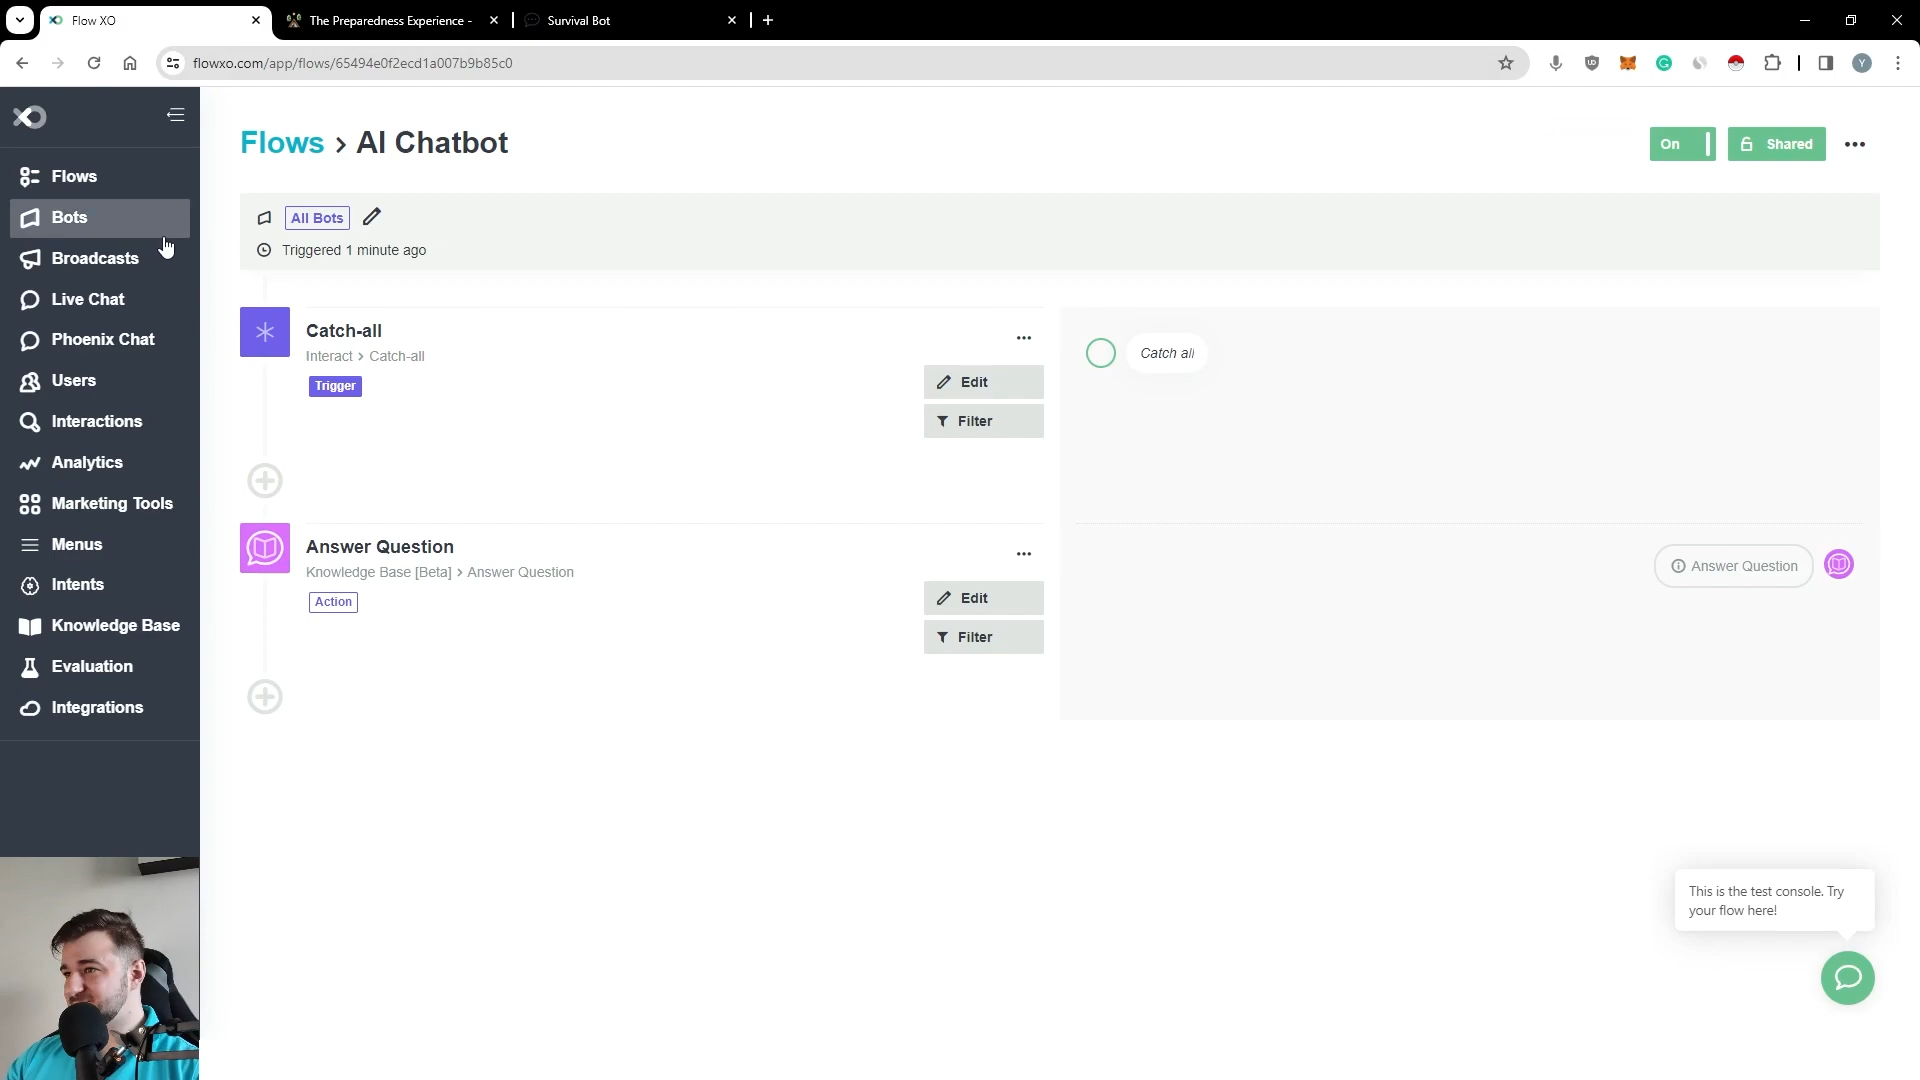 Flow XO
The Preparedness Experience -
Survival Bot
flowxo.com/app/flows/65494e0f2ecd1a007b9b85c0
Y
XO
Flows
Bots
Broadcasts
Live Chat
Phoenix Chat
Users
Interactions
Analytics
Marketing Tools
Menus
Intents
Knowledge Base
Evaluation
Integrations
Flows > AI Chatbot
On
Shared
All Bots
Triggered 1 minute ago
Catch-all
Interact > Catch-all
Trigger
Edit
Filter
Catch all
Answer Question
Knowledge Base [Beta] > Answer Question
Action
Edit
Filter
Answer Question
This is the test console. Try
your flow here!